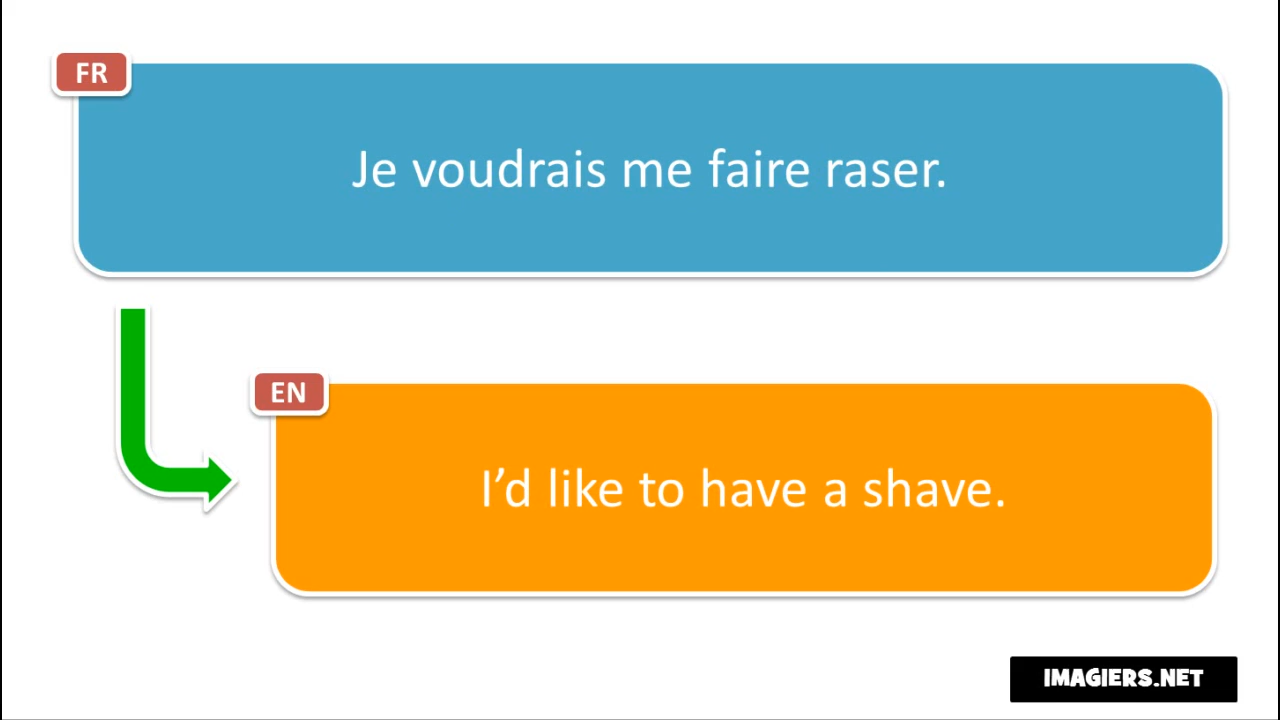 FR
Je voudrais me faire raser.
EN
I’d like to have a shave.
IMAGIERS.NET